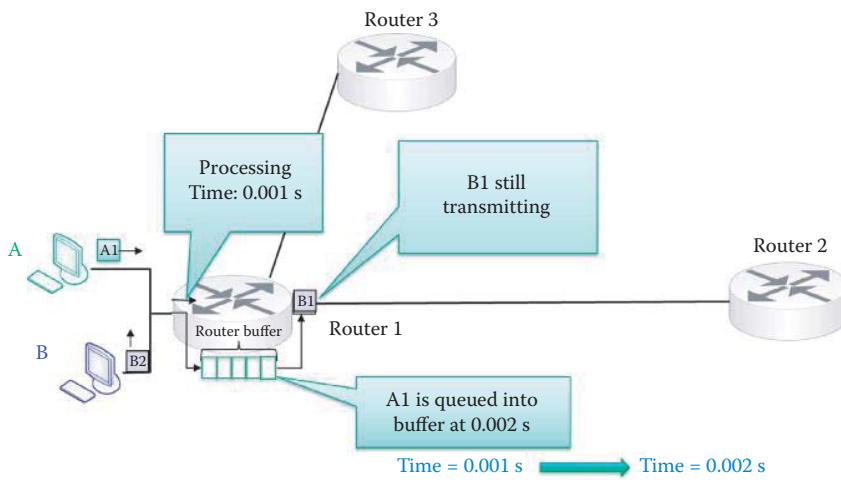 Router 3
Processing
Time: 0.001 s
B1 still
transmitting
Router 2
A
A1
B1
Router 1
Router buffer
B
B2
A1 is queued into
buffer at 0.002 s
Time = 0.001 s
Time = 0.002 s